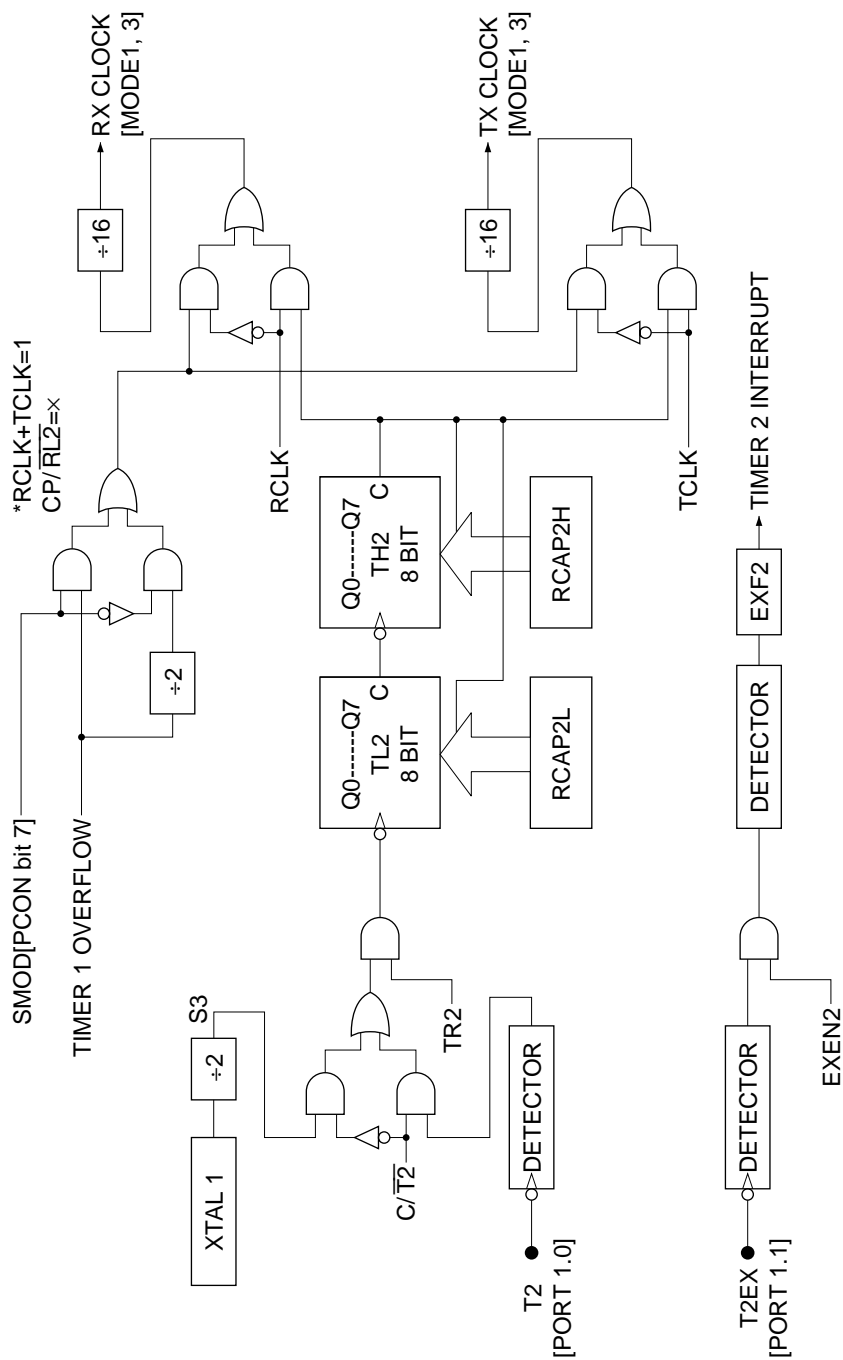 SMOD[PCON bit 7]
TIMER 1 OVERFLOW
÷2
*RCLK+TCLK=1
CP/R̅L̅2̅=×
XTAL 1
÷2
S3
C/T̅2̅
T2
[PORT 1.0]
DETECTOR
TR2
Q0------Q7
TL2
8 BIT
C
RCAP2L
Q0------Q7
TH2
8 BIT
C
RCAP2H
RCLK
÷16
RX CLOCK
[MODE1, 3]
TCLK
÷16
TX CLOCK
[MODE1, 3]
T2EX
[PORT 1.1]
DETECTOR
EXEN2
DETECTOR
EXF2
TIMER 2 INTERRUPT